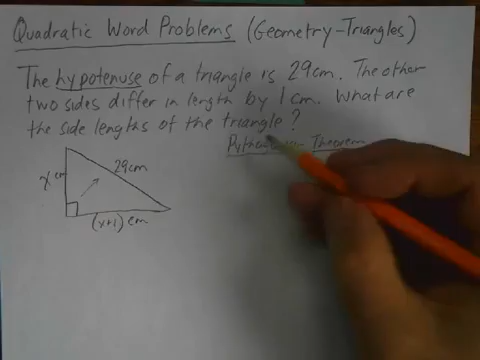 Quadratic Word Problems (Geometry-Triangles)
The hypotenuse of a triangle is 29cm. The other
two sides differ in length by 1cm. What are
the side lengths of the triangle?
Theorem
29cm
x cm
(x+1) cm